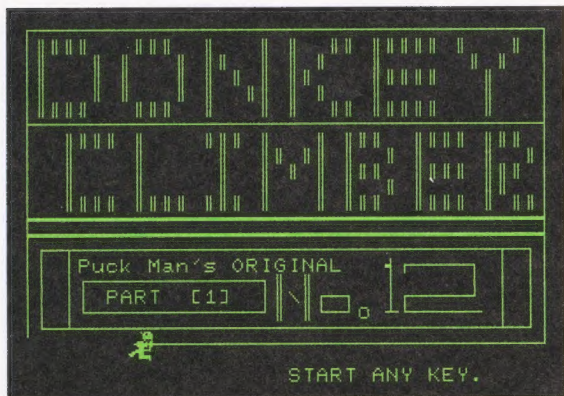 DONKEY
CLIMBER
Puck Man's ORIGINAL
PART [1] No.12
START ANY KEY.